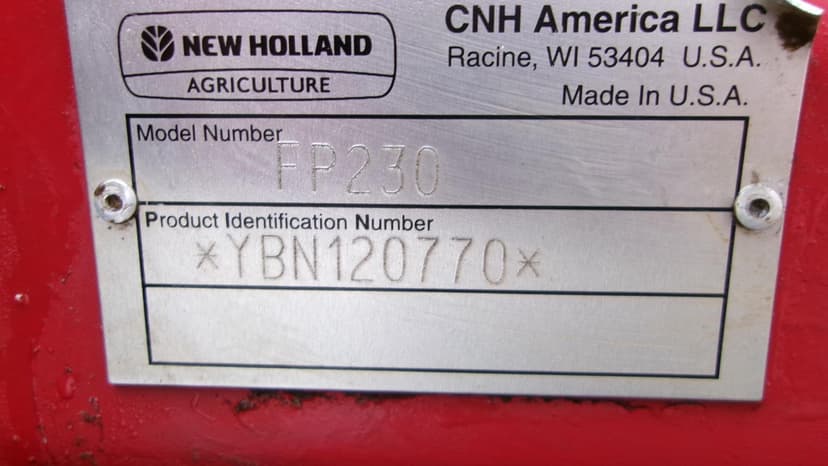 NEW HOLLAND
AGRICULTURE
CNH America LLC
Racine, WI 53404 U.S.A.
Made In U.S.A.
Model Number
FP230
Product Identification Number
*YBN120770*